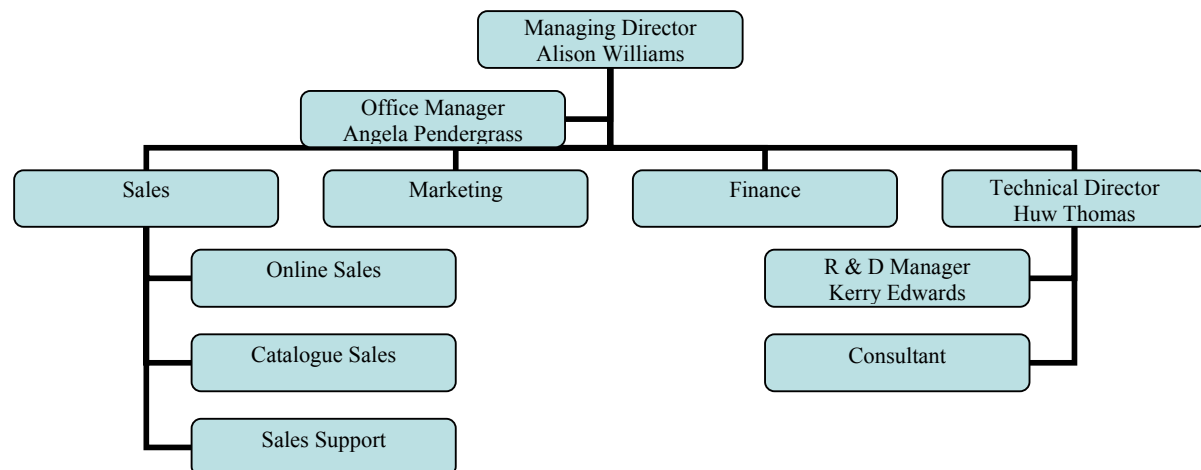 Managing Director
Alison Williams
Office Manager
Angela Pendergrass
Sales
Marketing
Finance
Technical Director
Huw Thomas
Online Sales
R & D Manager
Kerry Edwards
Catalogue Sales
Consultant
Sales Support